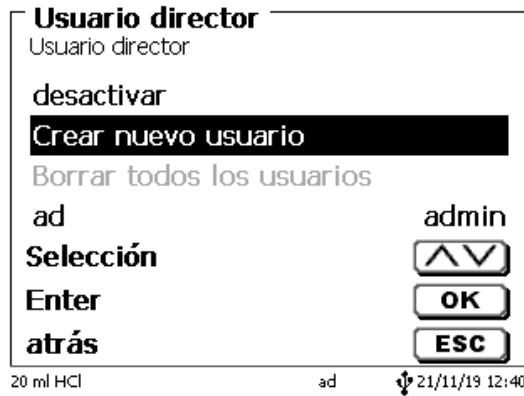 Usuario director
Usuario director
desactivar
Crear nuevo usuario
Borrar todos los usuarios
ad admin
Selección
Enter OK
atrás ESC
20 ml HCl ad 21/11/19 12:40